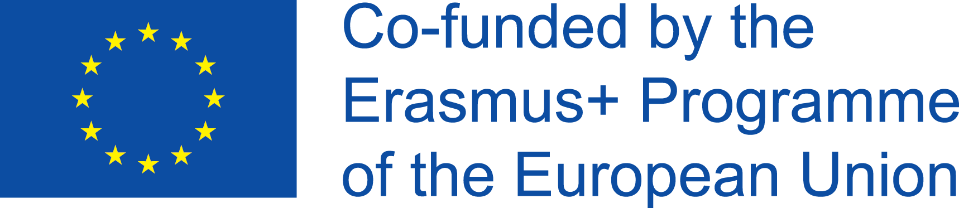 Co-funded by the
Erasmus+ Programme
of the European Union